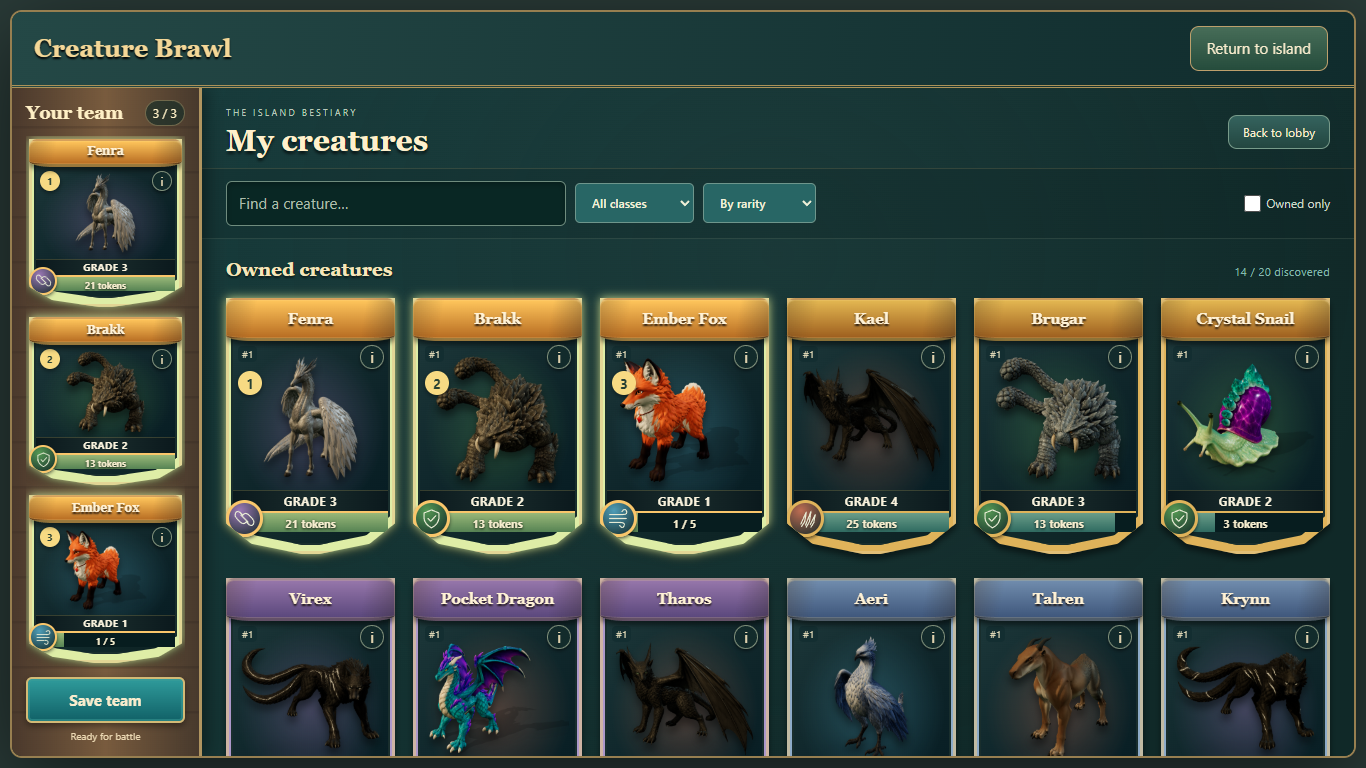 Creature Brawl
Return to island
Your team
3 / 3
Fenra
1
i
GRADE 3
21 tokens
Brakk
2
i
GRADE 2
13 tokens
Ember Fox
3
i
GRADE 1
1 / 5
Save team
Ready for battle
THE ISLAND BESTIARY
My creatures
Back to lobby
Find a creature...
All classes
By rarity
Owned only
Owned creatures
14 / 20 discovered
Fenra
#1
i
1
GRADE 3
21 tokens
Brakk
#1
i
2
GRADE 2
13 tokens
Ember Fox
#1
i
3
GRADE 1
1 / 5
Kael
#1
i
GRADE 4
25 tokens
Brugar
#1
i
GRADE 3
13 tokens
Crystal Snail
#1
i
GRADE 2
3 tokens
Virex
#1
i
Pocket Dragon
#1
i
Tharos
#1
i
Aeri
#1
i
Talren
#1
i
Krynn
#1
i